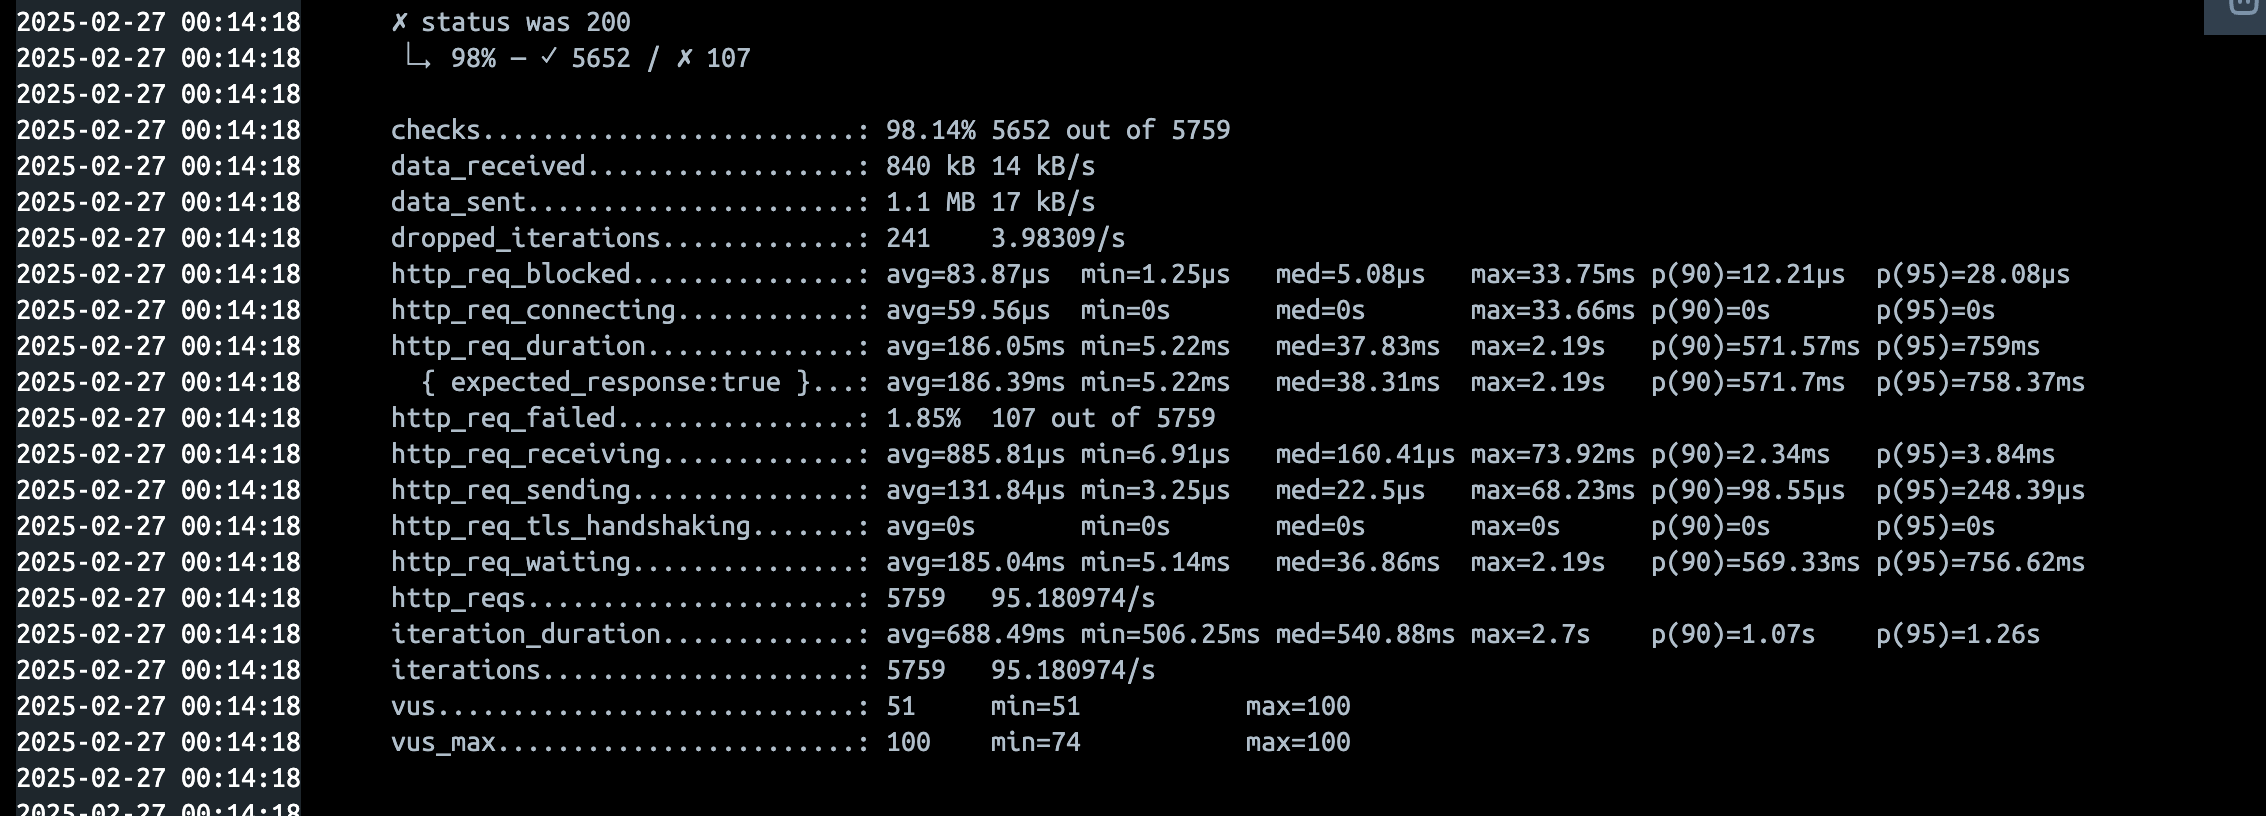 2025-02-27 00:14:18 ✗ status was 200
2025-02-27 00:14:18 ↳ 98% — ✓ 5652 / ✗ 107
2025-02-27 00:14:18
2025-02-27 00:14:18 checks.........................: 98.14% 5652 out of 5759
2025-02-27 00:14:18 data_received..................: 840 kB 14 kB/s
2025-02-27 00:14:18 data_sent......................: 1.1 MB 17 kB/s
2025-02-27 00:14:18 dropped_iterations.............: 241 3.98309/s
2025-02-27 00:14:18 http_req_blocked...............: avg=83.87µs min=1.25µs med=5.08µs max=33.75ms p(90)=12.21µs p(95)=28.08µs
2025-02-27 00:14:18 http_req_connecting............: avg=59.56µs min=0s med=0s max=33.66ms p(90)=0s p(95)=0s
2025-02-27 00:14:18 http_req_duration..............: avg=186.05ms min=5.22ms med=37.83ms max=2.19s p(90)=571.57ms p(95)=759ms
2025-02-27 00:14:18 { expected_response:true }...: avg=186.39ms min=5.22ms med=38.31ms max=2.19s p(90)=571.7ms p(95)=758.37ms
2025-02-27 00:14:18 http_req_failed................: 1.85% 107 out of 5759
2025-02-27 00:14:18 http_req_receiving.............: avg=885.81µs min=6.91µs med=160.41µs max=73.92ms p(90)=2.34ms p(95)=3.84ms
2025-02-27 00:14:18 http_req_sending...............: avg=131.84µs min=3.25µs med=22.5µs max=68.23ms p(90)=98.55µs p(95)=248.39µs
2025-02-27 00:14:18 http_req_tls_handshaking.......: avg=0s min=0s med=0s max=0s p(90)=0s p(95)=0s
2025-02-27 00:14:18 http_req_waiting...............: avg=185.04ms min=5.14ms med=36.86ms max=2.19s p(90)=569.33ms p(95)=756.62ms
2025-02-27 00:14:18 http_reqs......................: 5759 95.180974/s
2025-02-27 00:14:18 iteration_duration.............: avg=688.49ms min=506.25ms med=540.88ms max=2.7s p(90)=1.07s p(95)=1.26s
2025-02-27 00:14:18 iterations.....................: 5759 95.180974/s
2025-02-27 00:14:18 vus............................: 51 min=51 max=100
2025-02-27 00:14:18 vus_max........................: 100 min=74 max=100
2025-02-27 00:14:18
2025-02-27 00:14:18